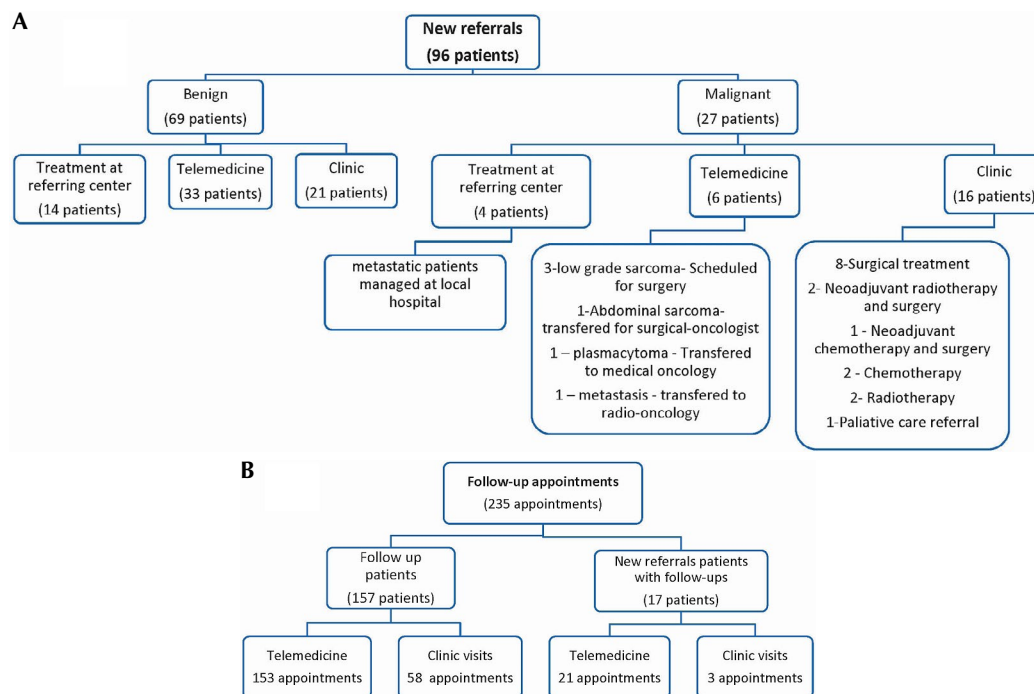 A
New referrals
(96 patients)
Benign
(69 patients)
Malignant
(27 patients)
Treatment at
referring center
(14 patients)
Telemedicine
(33 patients)
Clinic
(21 patients)
Treatment at
referring center
(4 patients)
Telemedicine
(6 patients)
Clinic
(16 patients)
metastatic patients
managed at local
hospital
3-low grade sarcoma- Scheduled
for surgery
1-Abdominal sarcoma-
transfered for surgical-oncologist
1 – plasmacytoma - Transfered
to medical oncology
1 – metastasis - transfered to
radio-oncology
8-Surgical treatment
2- Neoadjuvant radiotherapy
and surgery
1 - Neoadjuvant
chemotherapy and surgery
2 - Chemotherapy
2- Radiotherapy
1-Paliative care referral
B
Follow-up appointments
(235 appointments)
Follow up
patients
(157 patients)
New referrals patients
with follow-ups
(17 patients)
Telemedicine
153 appointments
Clinic visits
58 appointments
Telemedicine
21 appointments
Clinic visits
3 appointments